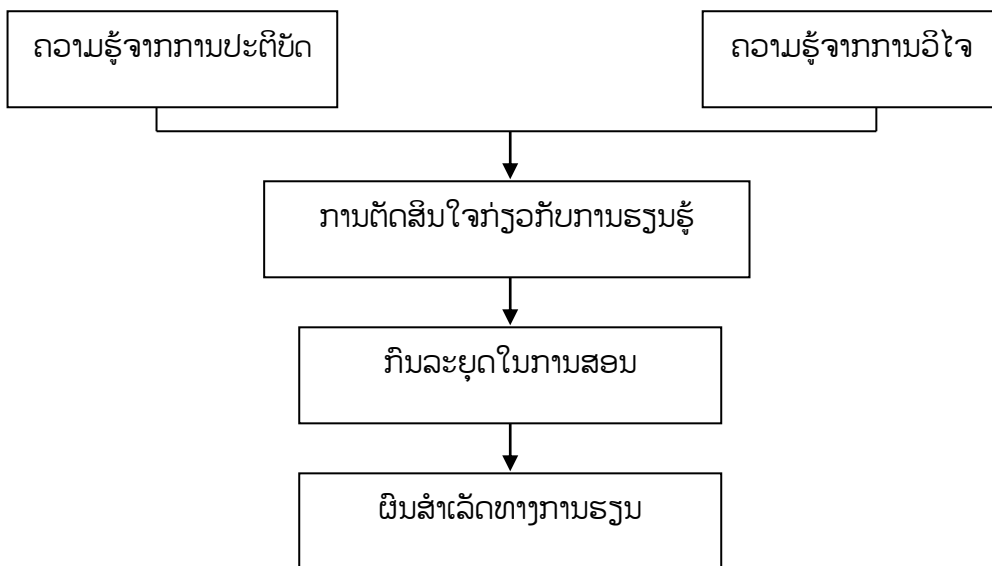 ຄວາມຮູ້ຈາກການປະຕິບັດ
ຄວາມຮູ້ຈາກການວິໄຈ
ການຕັດສິນໃຈກ່ຽວກັບການຮຽນຮູ້
ກົນລະຍຸດໃນການສອນ
ຜົນສຳເລັດທາງການຮຽນ